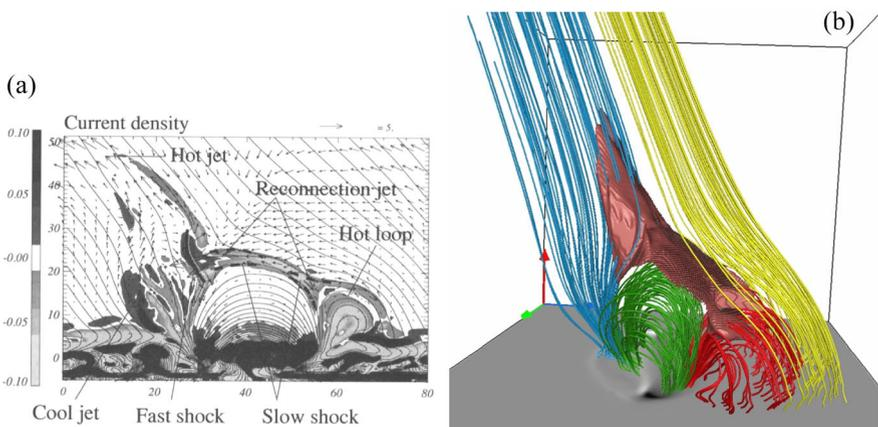 (a)
(b)
Current density
= 5.
0.10
0.05
-0.00
-0.05
-0.10
50
40
30
20
10
0
Hot jet
Reconnection jet
Hot loop
0 20 40 60 80
Cool jet Fast shock Slow shock